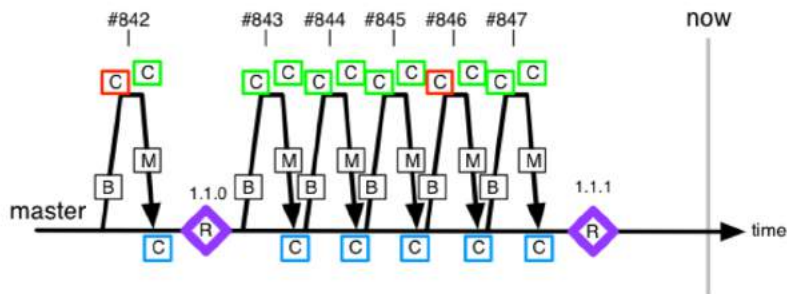 #842 #843 #844 #845 #846 #847 now
C C C C C C C C C C C C
M M M M M M
B B B B B B
1.1.0 1.1.1
master R R time
C C C C C C